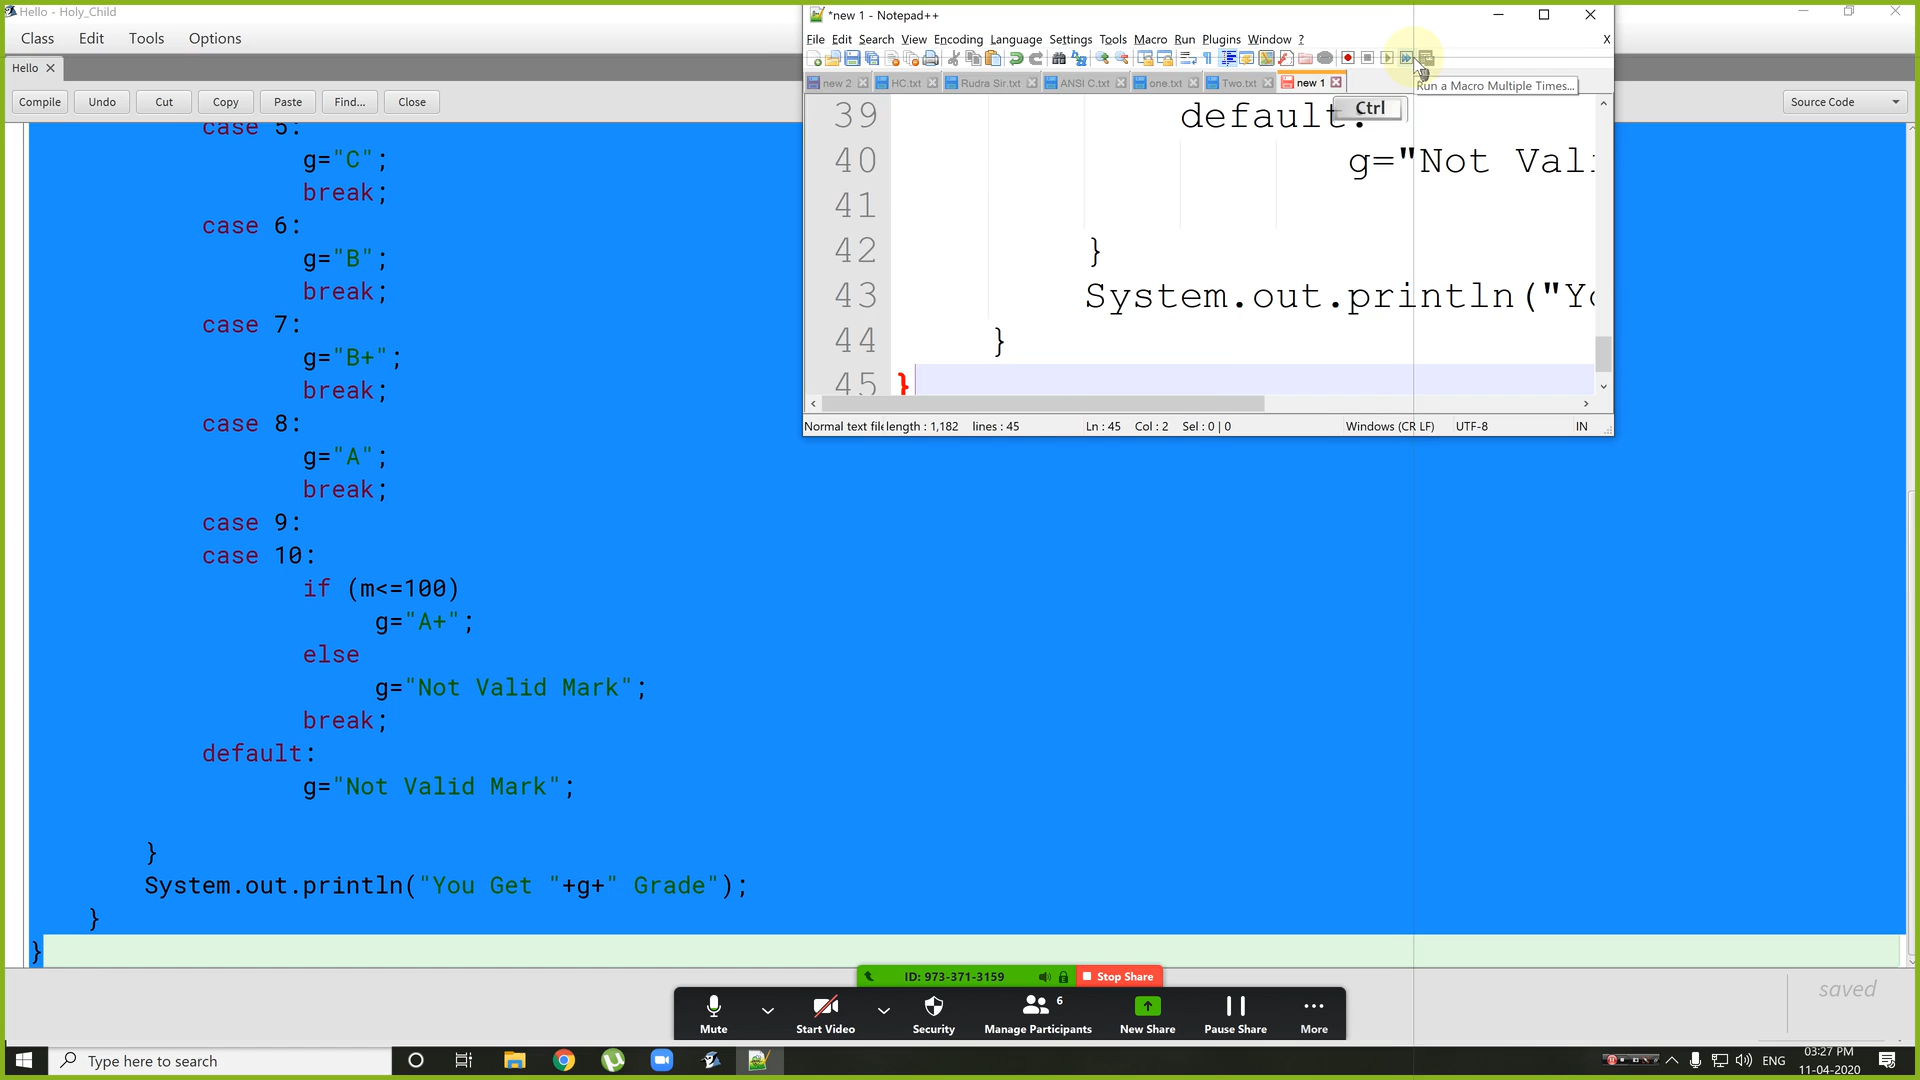 Hello - Holy_Child
Class Edit Tools Options
Hello
Compile Undo Cut Copy Paste Find... Close
Source Code
case 5:
g="C";
break;
case 6:
g="B";
break;
case 7:
g="B+";
break;
case 8:
g="A";
break;
case 9:
case 10:
if (m<=100)
g="A+";
else
g="Not Valid Mark";
break;
default:
g="Not Valid Mark";
}
System.out.println("You Get "+g+" Grade");
}
}
saved
*new 1 - Notepad++
File Edit Search View Encoding Language Settings Tools Macro Run Plugins Window ?
X
new 2 HC.txt Rudra Sir.txt ANSI C.txt one.txt Two.txt new 1
Run a Macro Multiple Times...
Ctrl
39 default:
40 g="Not Val
41
42 }
43 System.out.println("Yo
44 }
45 }
Normal text file length : 1,182 lines : 45 Ln : 45 Col : 2 Sel : 0 | 0 Windows (CR LF) UTF-8 IN
ID: 973-371-3159 Stop Share
Mute Start Video Security Manage Participants 6 New Share Pause Share More
Type here to search
ENG
03:27 PM
11-04-2020